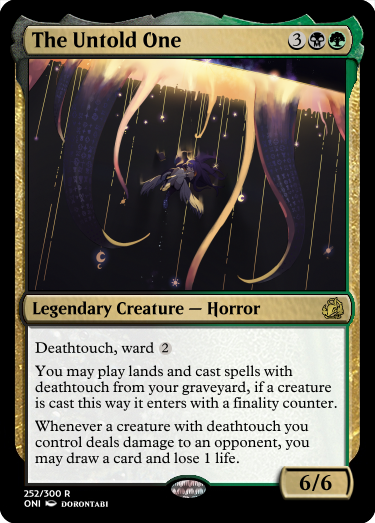 The Untold One 3
Legendary Creature — Horror
Deathtouch, ward 2
You may play lands and cast spells with
deathtouch from your graveyard, if a creature
is cast this way it enters with a finality counter.
Whenever a creature with deathtouch you
control deals damage to an opponent, you
may draw a card and lose 1 life.
6/6
252/300 R
ONI DORONTABI